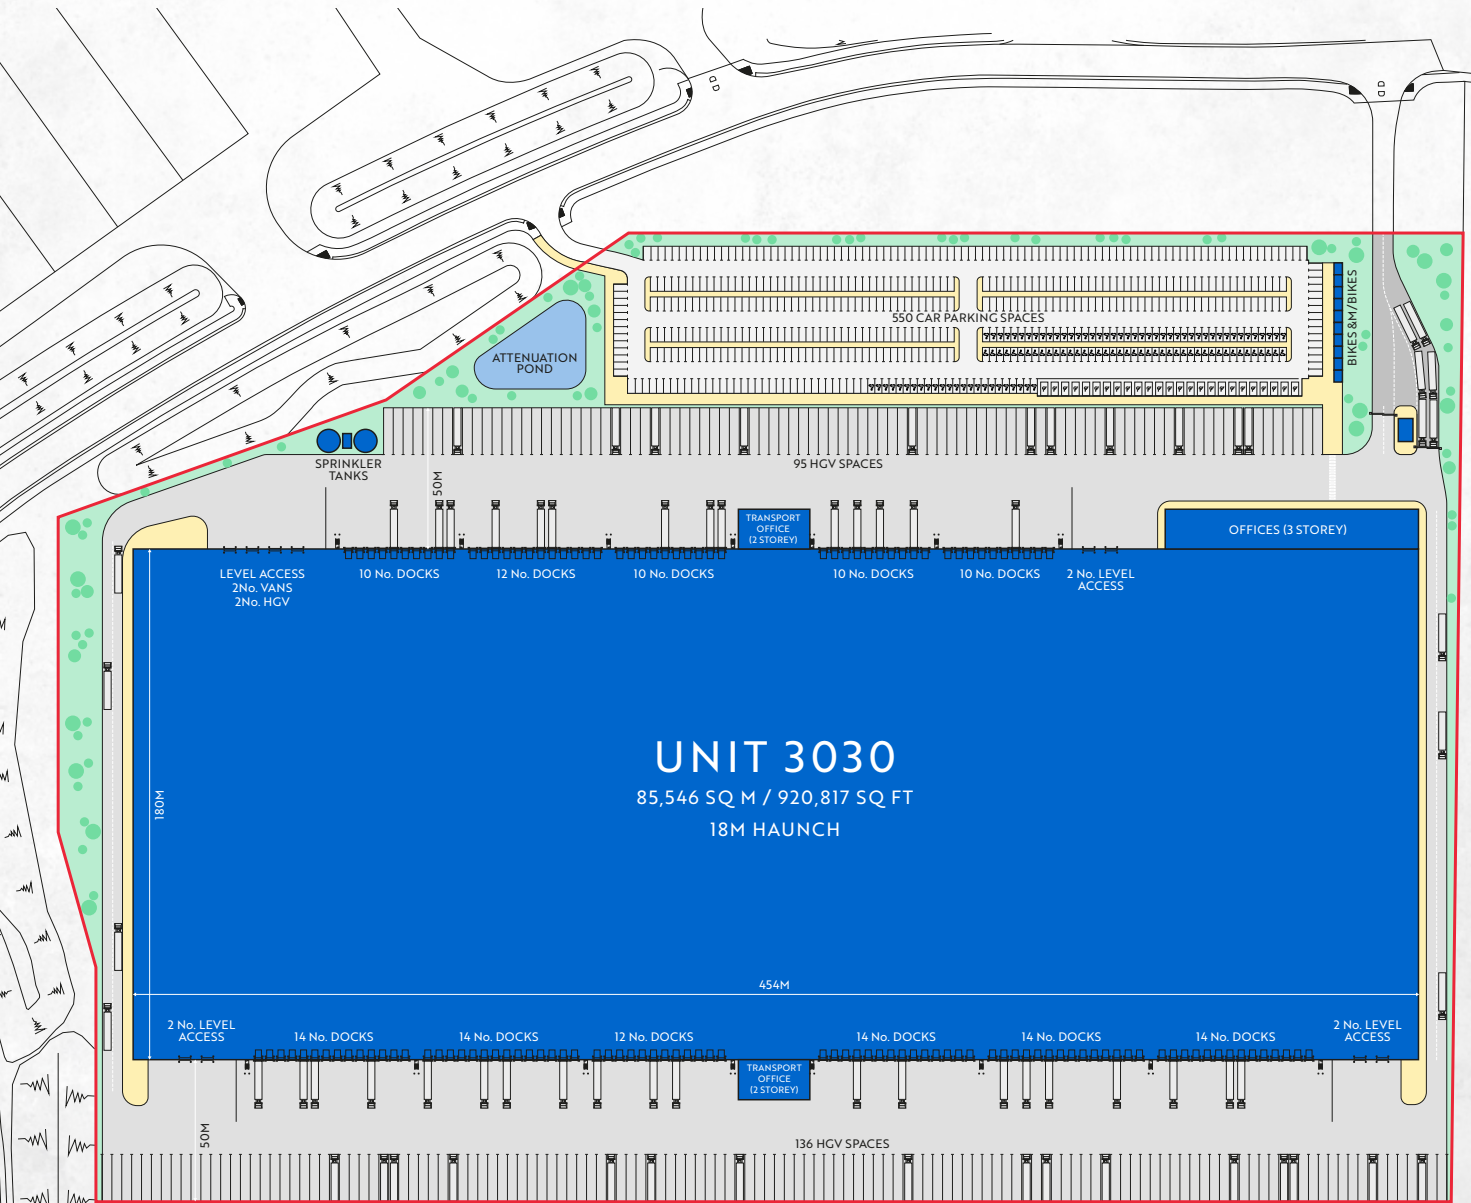 550 CAR PARKING SPACES
BIKES &M/BIKES
ATTENUATION
POND
SPRINKLER
TANKS
95 HGV SPACES
50M
TRANSPORT
OFFICE
(2 STOREY)
OFFICES (3 STOREY)
LEVEL ACCESS
2No. VANS
2No. HGV
10 No. DOCKS
12 No. DOCKS
10 No. DOCKS
10 No. DOCKS
10 No. DOCKS
2 No. LEVEL
ACCESS
UNIT 3030
85,546 SQ M / 920,817 SQ FT
18M HAUNCH
180M
454M
2 No. LEVEL
ACCESS
14 No. DOCKS
14 No. DOCKS
12 No. DOCKS
14 No. DOCKS
14 No. DOCKS
14 No. DOCKS
2 No. LEVEL
ACCESS
TRANSPORT
OFFICE
(2 STOREY)
50M
136 HGV SPACES